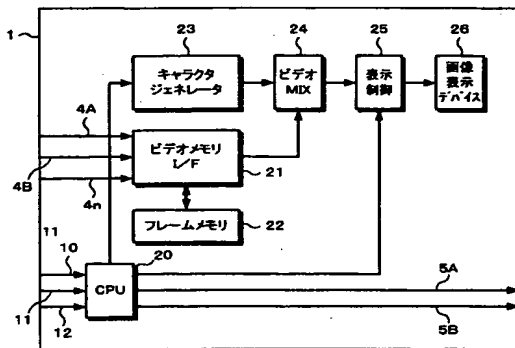 1
23
24
25
26
キャラクタ
ジェネレータ
ビデオ
MIX
表示
制御
画像
表示
デバイス
4A
4B
4n
ビデオメモリ
I/F
21
フレームメモリ
22
11
10
20
CPU
11
12
5A
5B